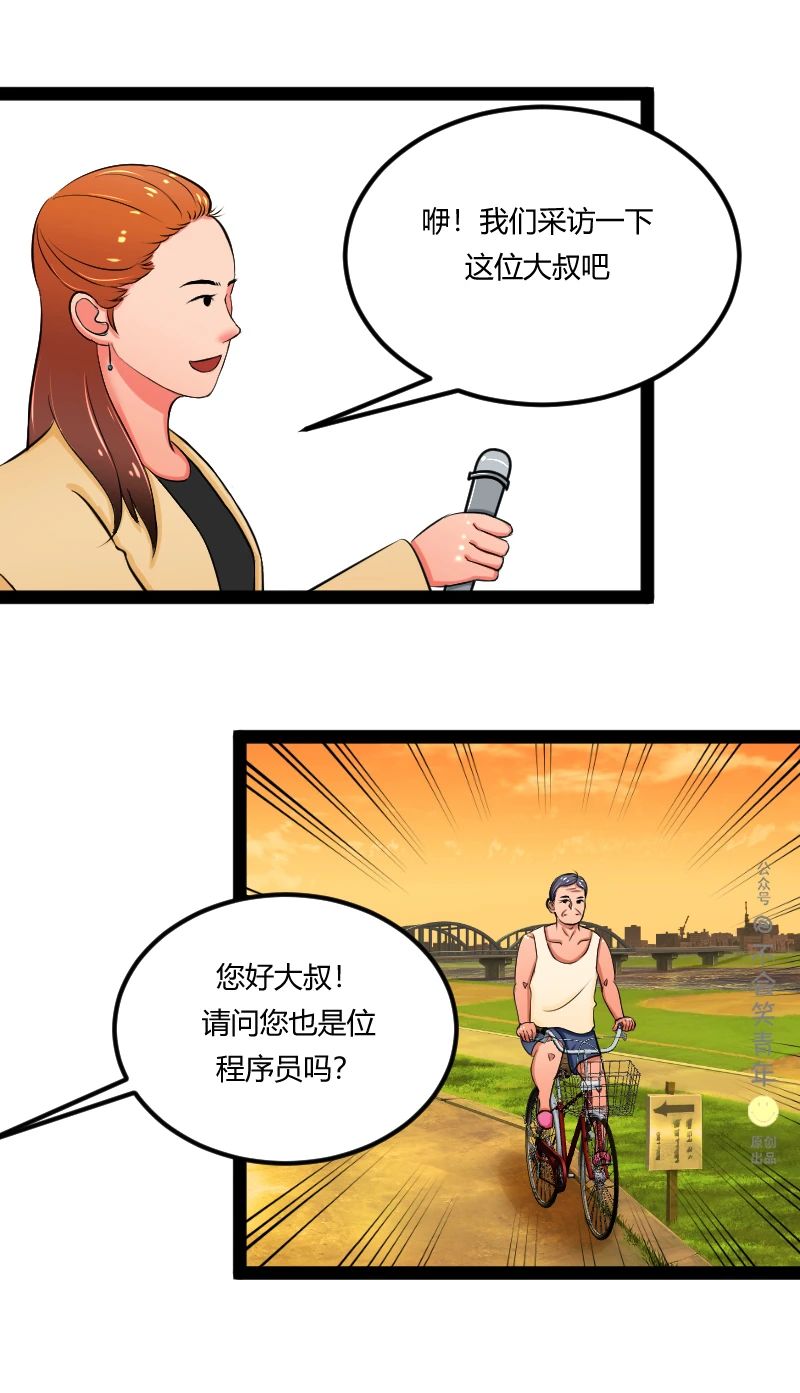 咿！我们采访一下
这位大叔吧
您好大叔！
请问您也是位
程序员吗？
公众号
@不会笑青年
原创
出品